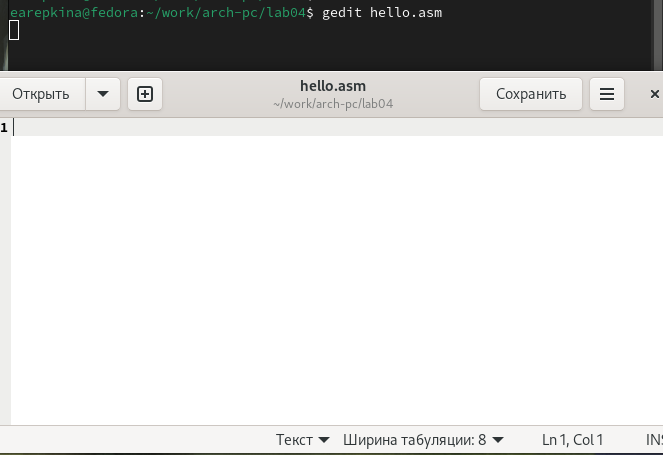 earepkina@fedora:~/work/arch-pc/lab04$ gedit hello.asm
Открыть
hello.asm
~/work/arch-pc/lab04
Сохранить
1
Текст Ширина табуляции: 8 Ln 1, Col 1 INS